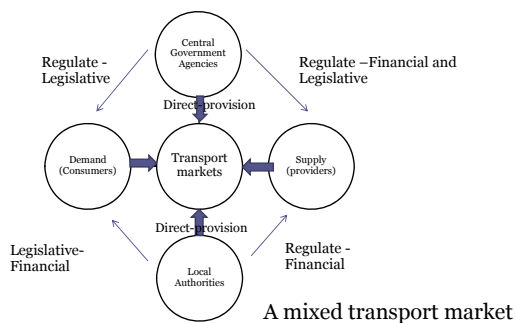 Central
Government
Agencies
Regulate -
Legislative
Regulate –Financial and
Legislative
Direct-provision
Demand
(Consumers)
Transport
markets
Supply
(providers)
Direct-provision
Legislative-
Financial
Regulate -
Financial
Local
Authorities
A mixed transport market